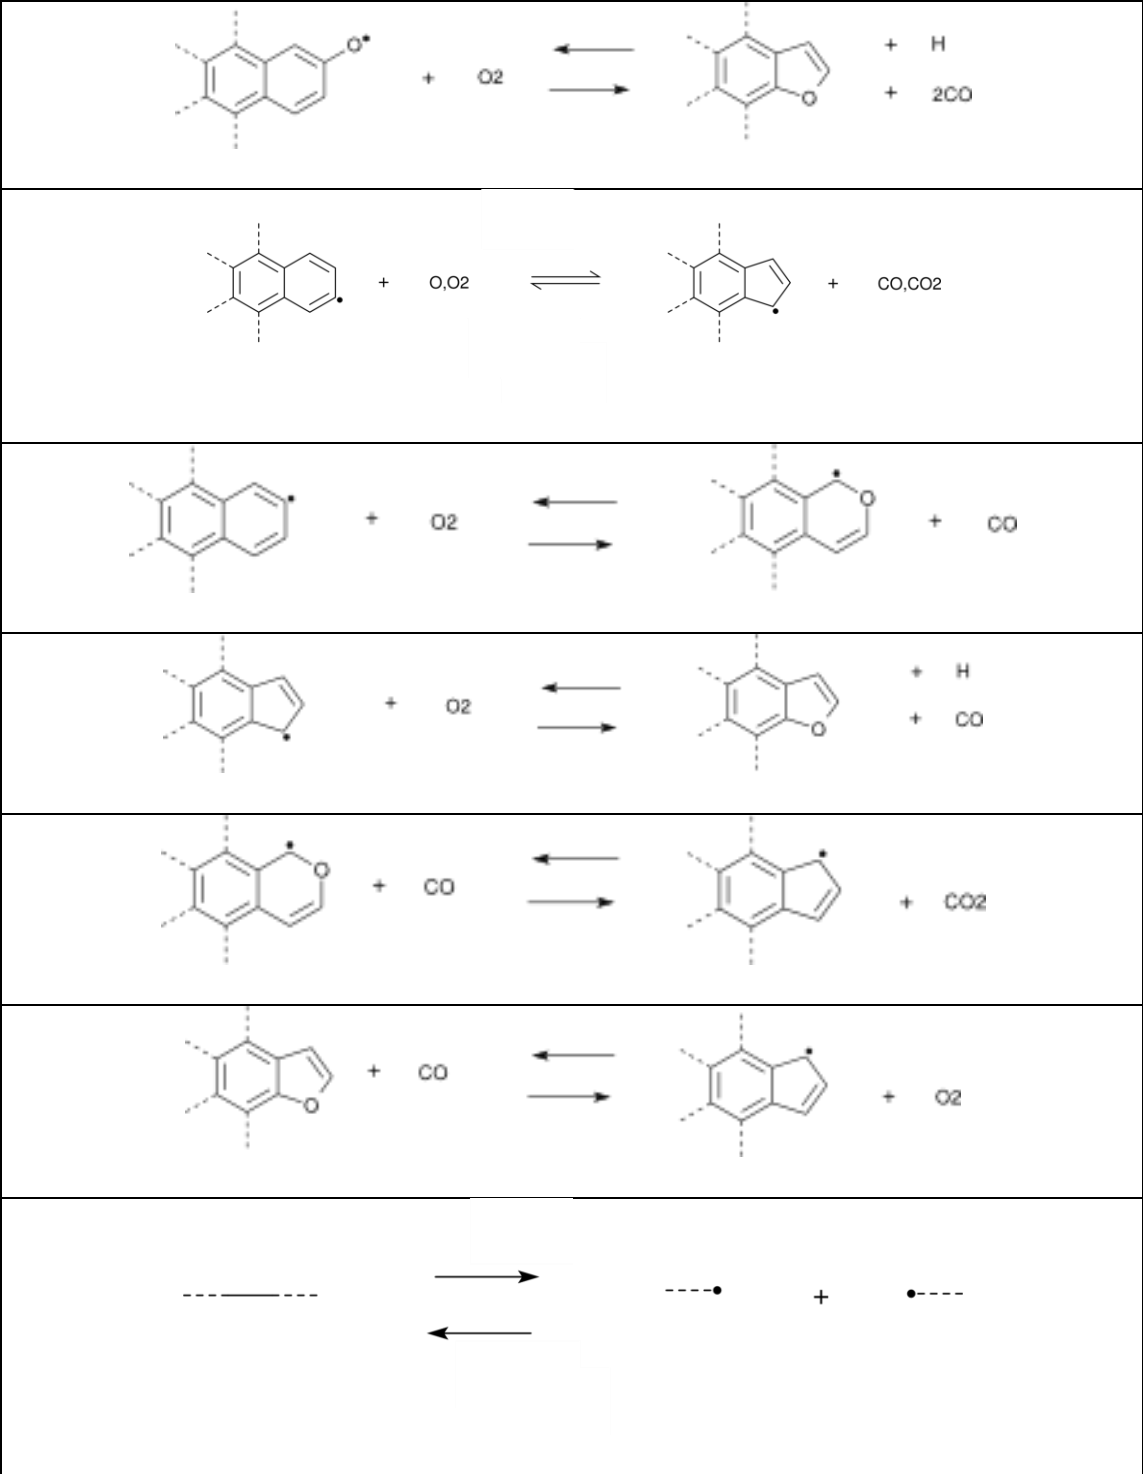 O• + O2 O + H
+ 2CO
+ O,O2 + CO,CO2
+ O2 O + CO
+ O2 O + H
+ CO
O + CO + CO2
O + CO + O2
+